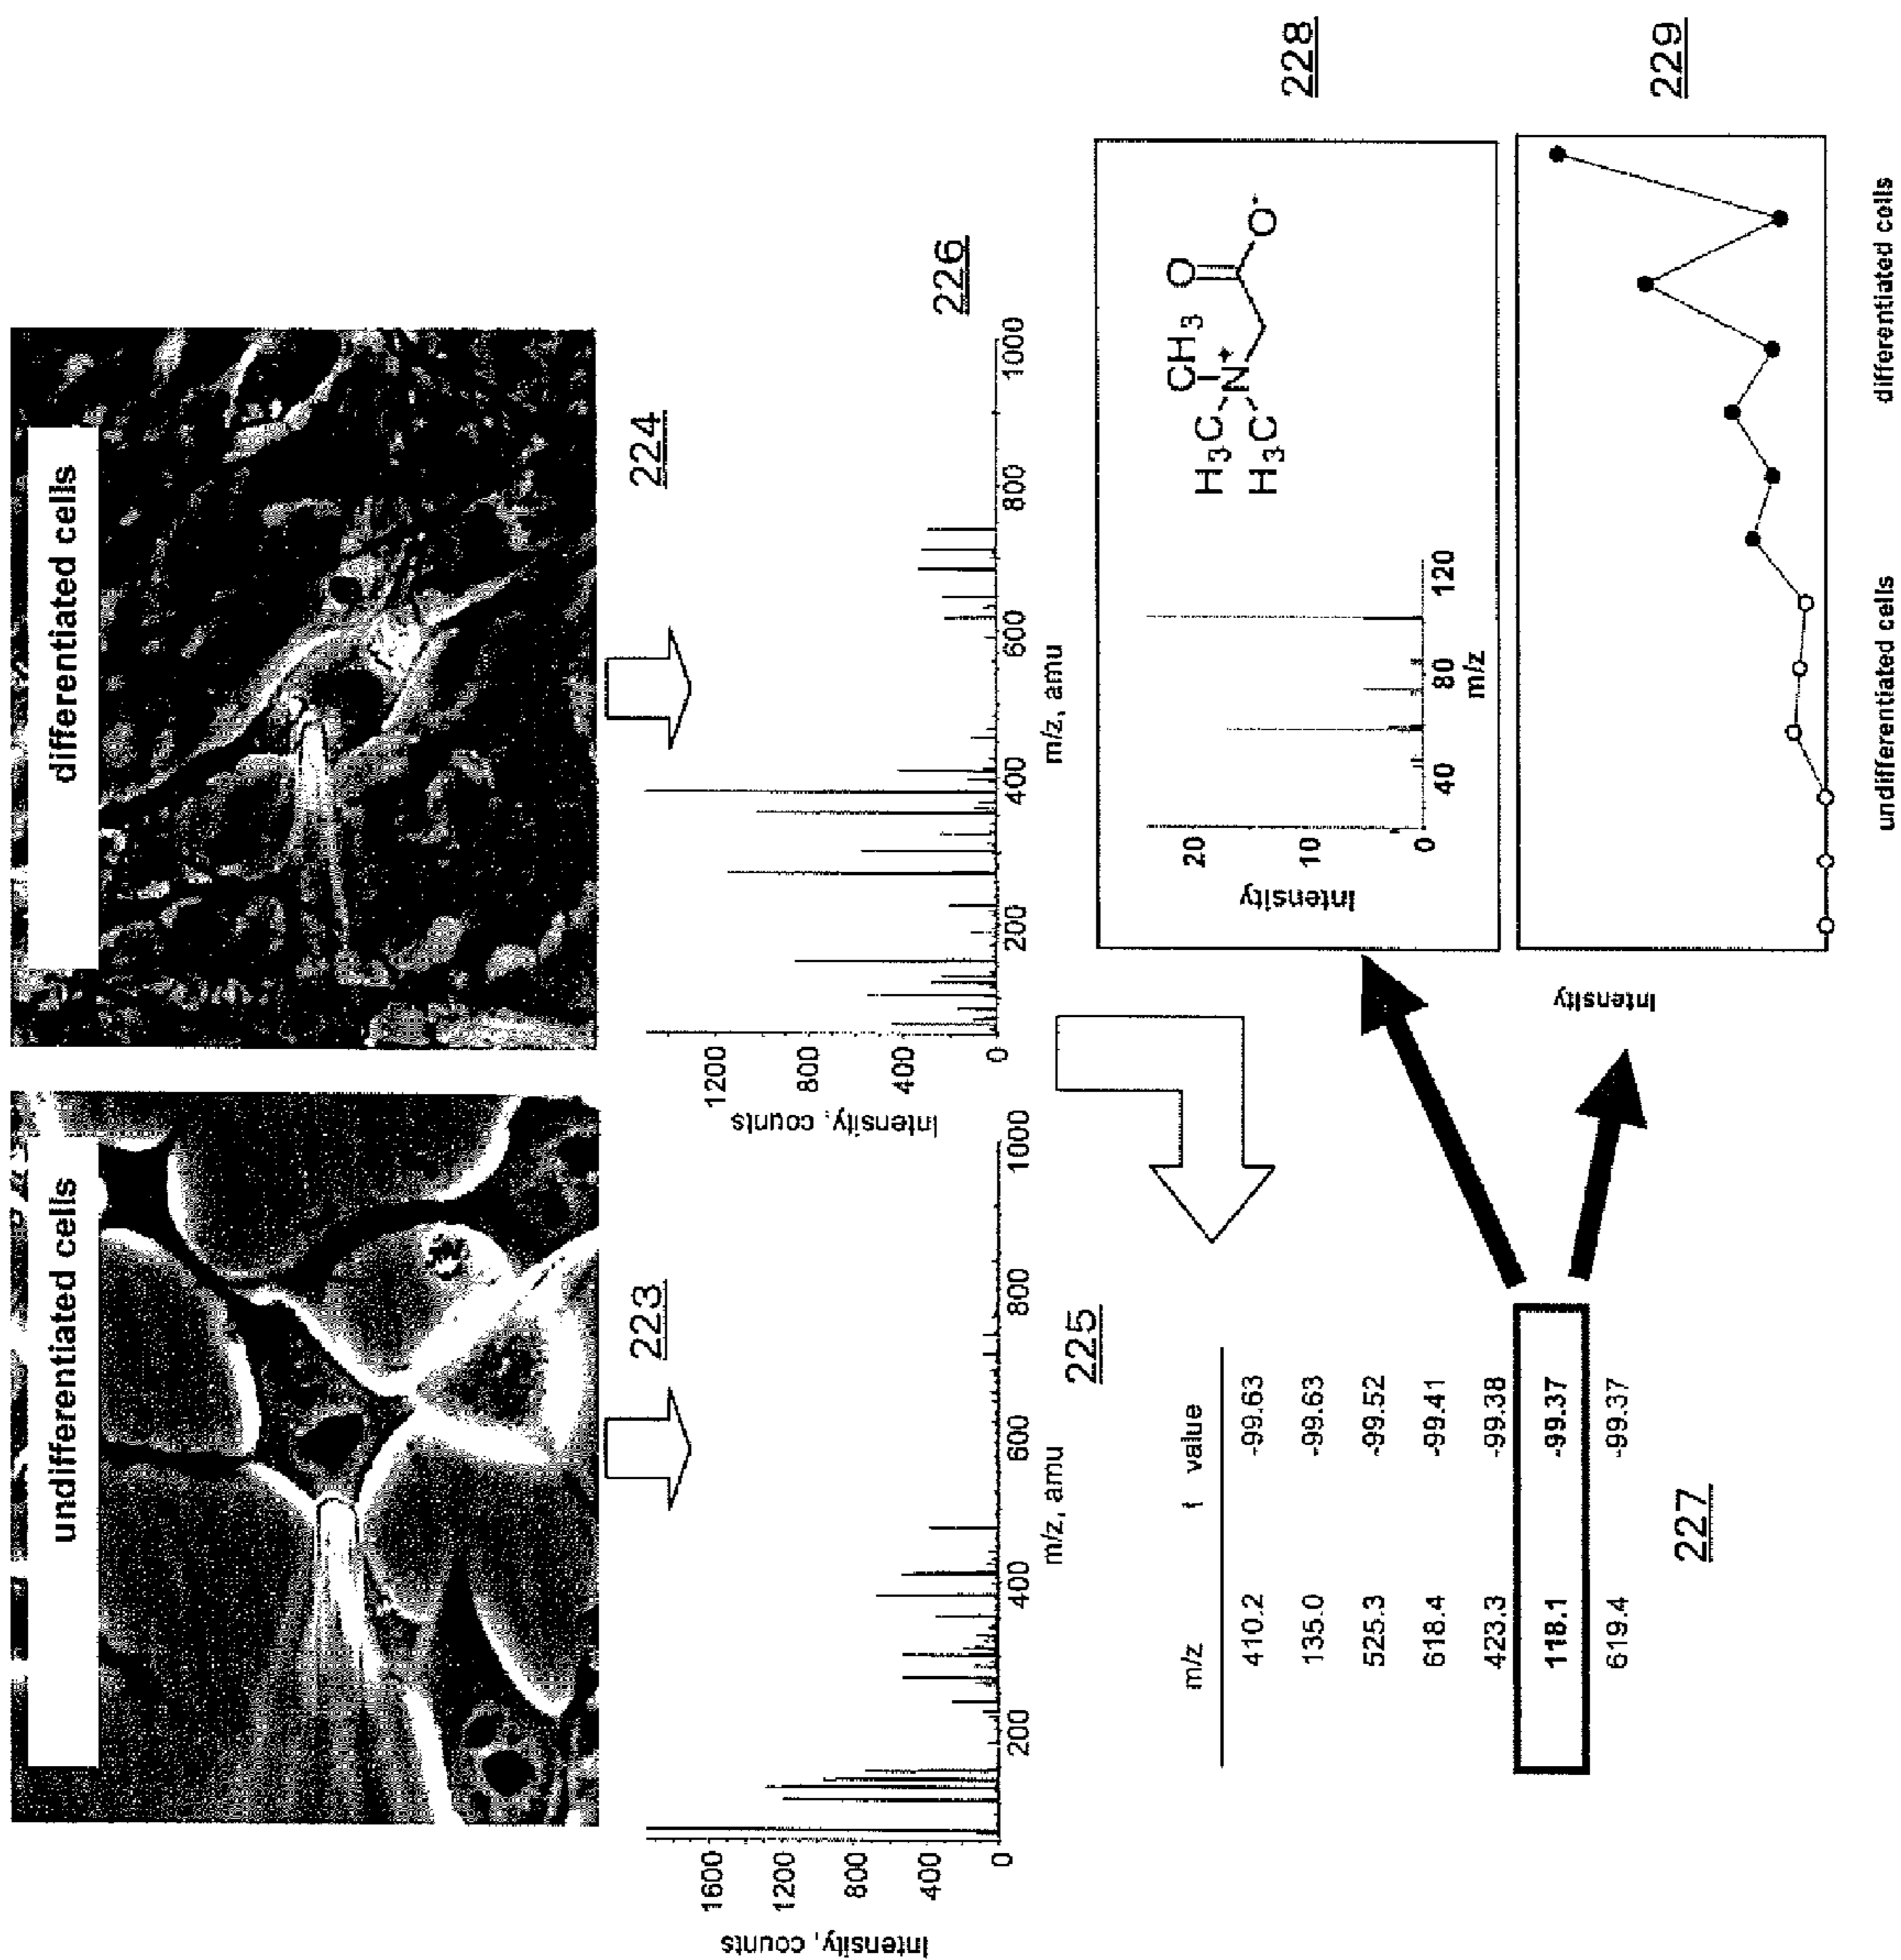 undifferentiated cells
differentiated cells
223
224
Intensity, counts
1600
1200
800
400
0
200
400
600
800
1000
m/z, amu
225
Intensity, counts
1200
800
400
0
200
400
600
800
1000
m/z, amu
226
m/z t value
410.2 -99.63
135.0 -99.63
525.3 -99.52
618.4 -99.41
423.3 -99.38
118.1 -99.37
619.4 -99.37
227
Intensity
20
10
0
40
80
120
m/z
CH3
H3C
N+
H3C
O
O-
228
Intensity
229
undifferentiated cells
differentiated cells